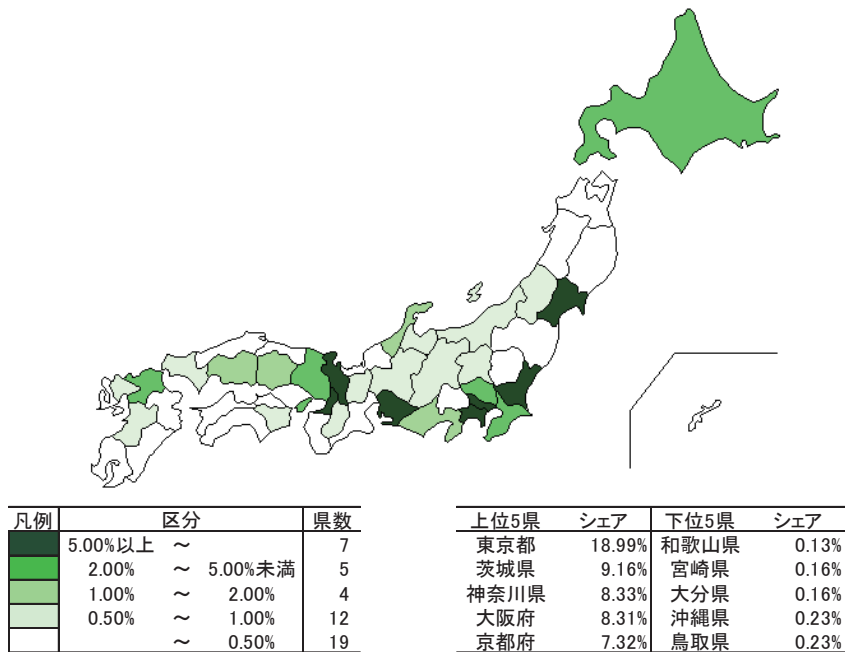 凡例 区分 県数
5.00%以上 ～ 7
2.00% ～ 5.00%未満 5
1.00% ～ 2.00% 4
0.50% ～ 1.00% 12
～ 0.50% 19
上位5県 シェア 下位5県 シェア
東京都 18.99% 和歌山県 0.13%
茨城県 9.16% 宮崎県 0.16%
神奈川県 8.33% 大分県 0.16%
大阪府 8.31% 沖縄県 0.23%
京都府 7.32% 鳥取県 0.23%